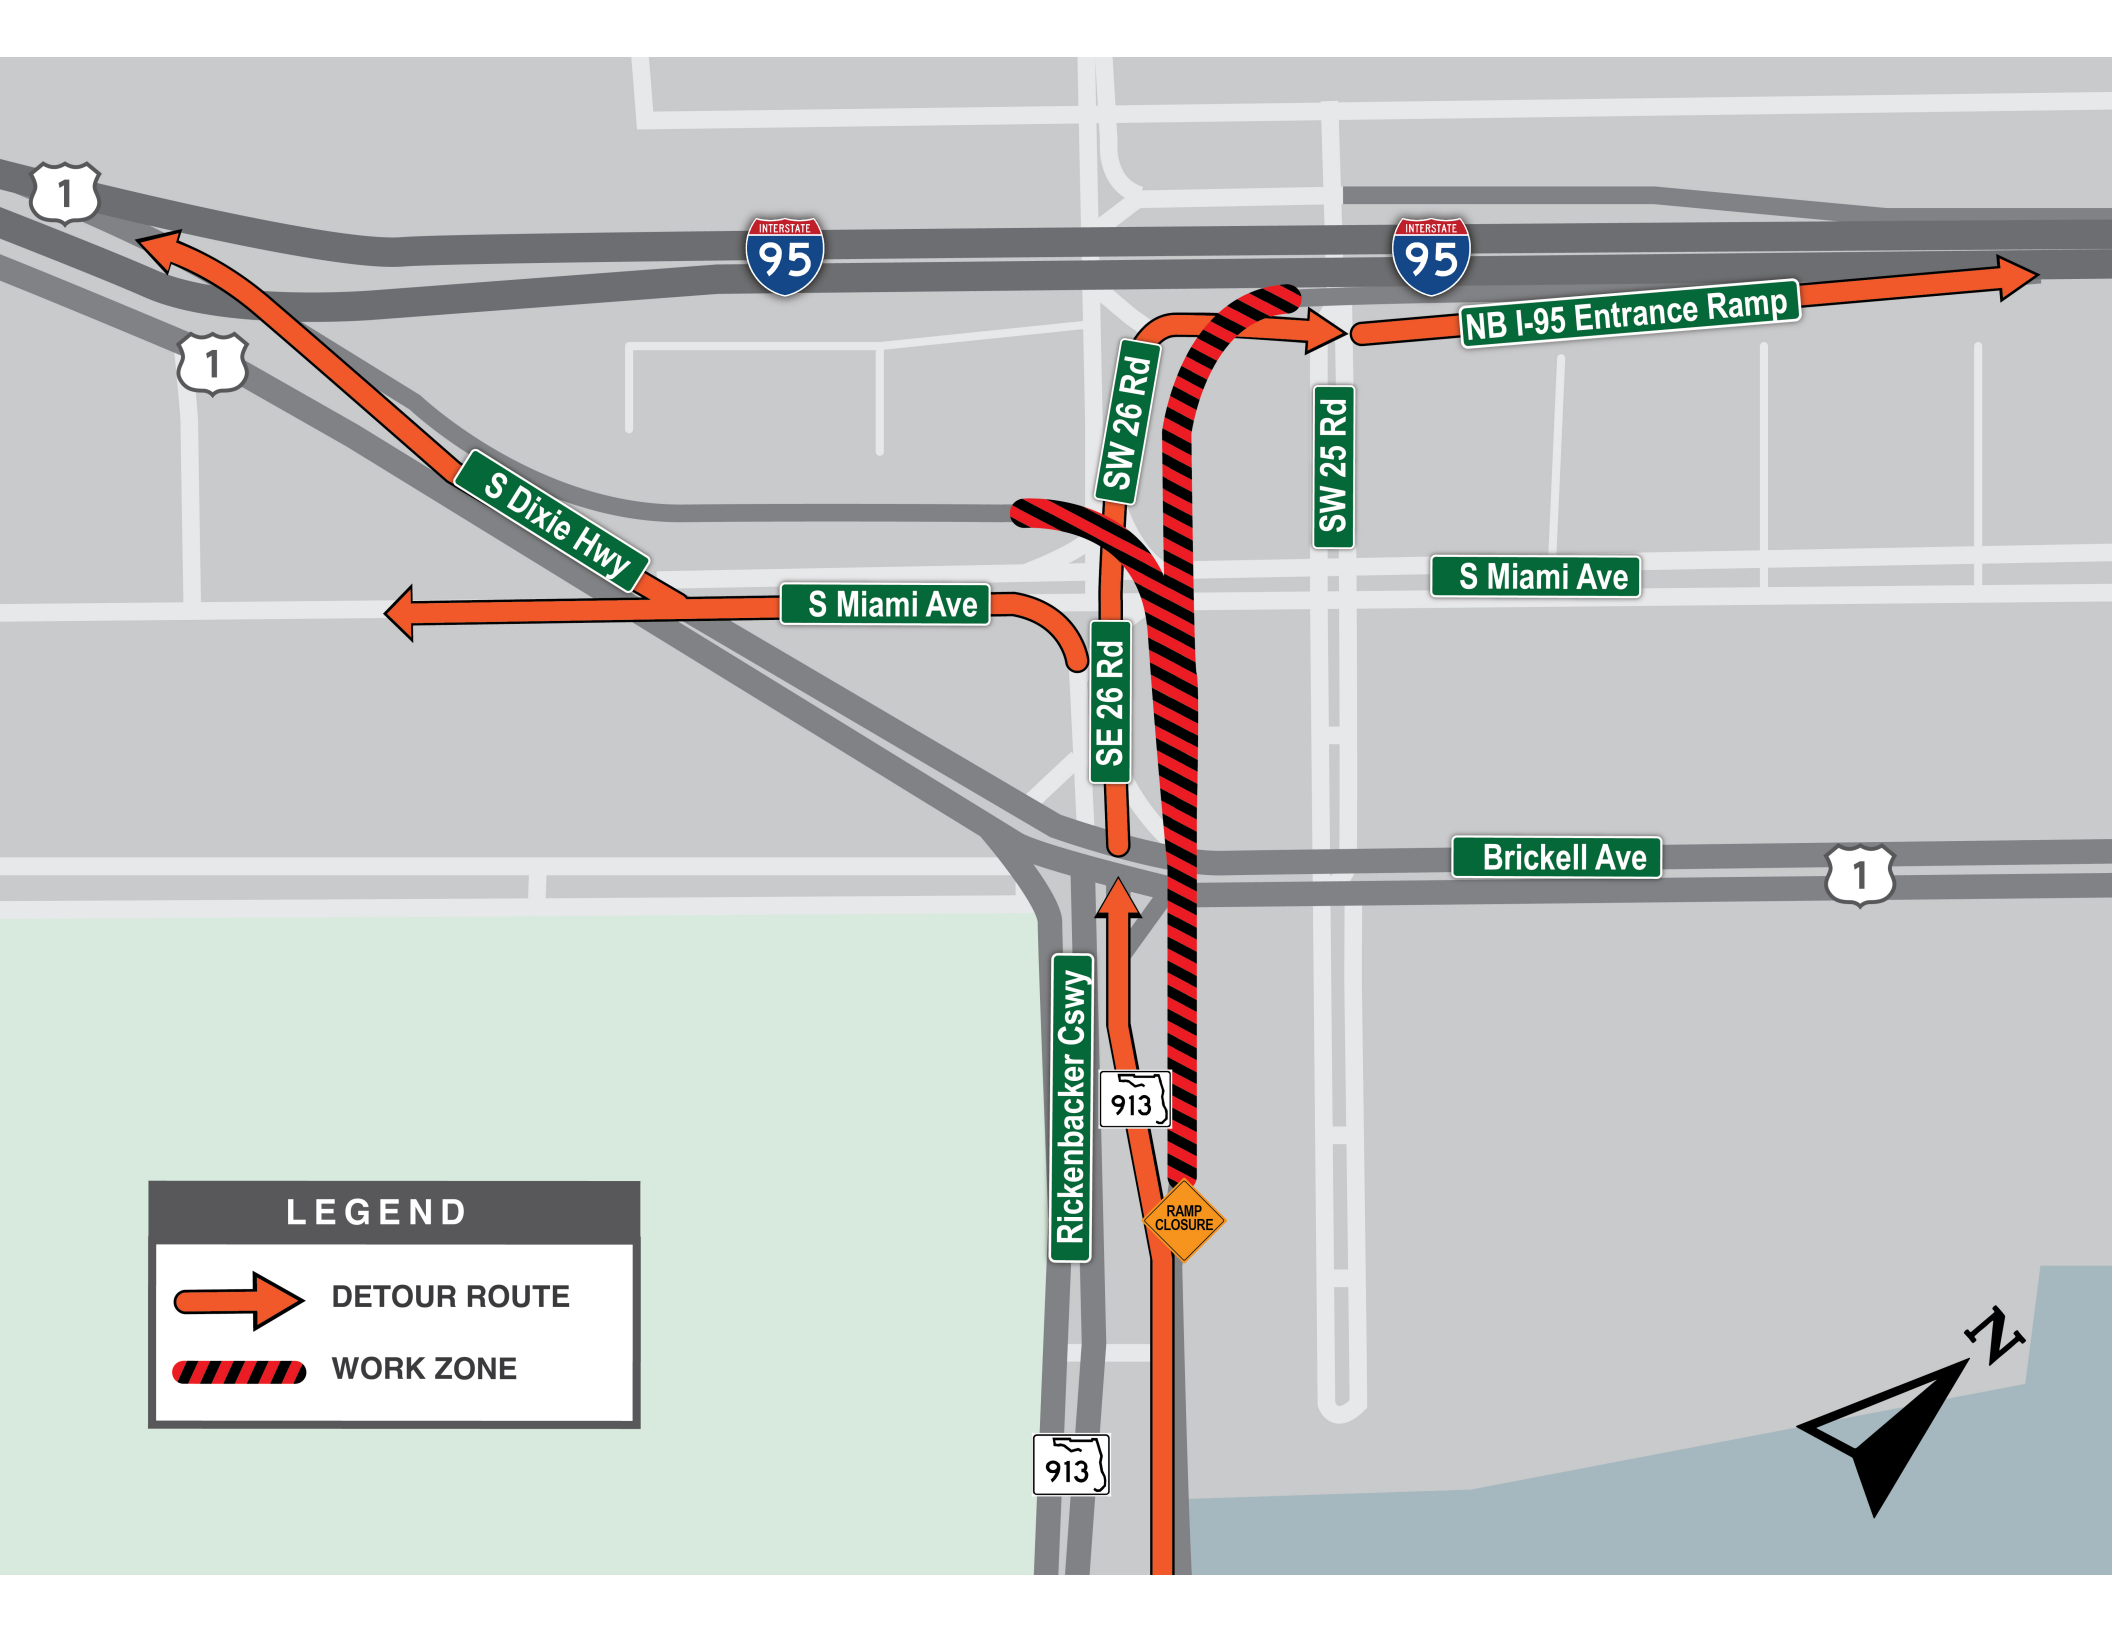 1
INTERSTATE
95
INTERSTATE
95
NB I-95 Entrance Ramp
1
SW 26 Rd
SW 25 Rd
S Dixie Hwy
S Miami Ave
S Miami Ave
SE 26 Rd
Brickell Ave
1
Rickenbacker Cswy
913
RAMP
CLOSURE
LEGEND
DETOUR ROUTE
WORK ZONE
N
913